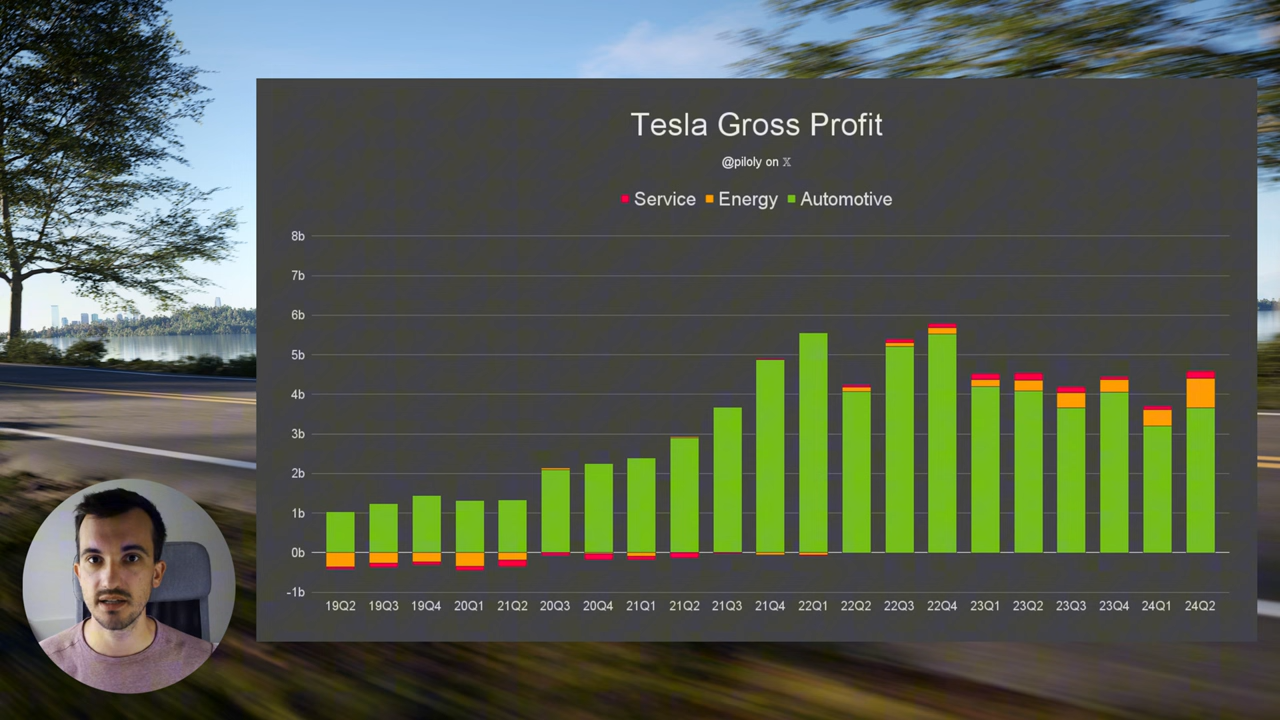 Tesla Gross Profit
@piloly on 𝕏
Service Energy Automotive
8b
7b
6b
5b
4b
3b
2b
1b
0b
-1b
19Q2 19Q3 19Q4 20Q1 21Q2 20Q3 20Q4 21Q1 21Q2 21Q3 21Q4 22Q1 22Q2 22Q3 22Q4 23Q1 23Q2 23Q3 23Q4 24Q1 24Q2